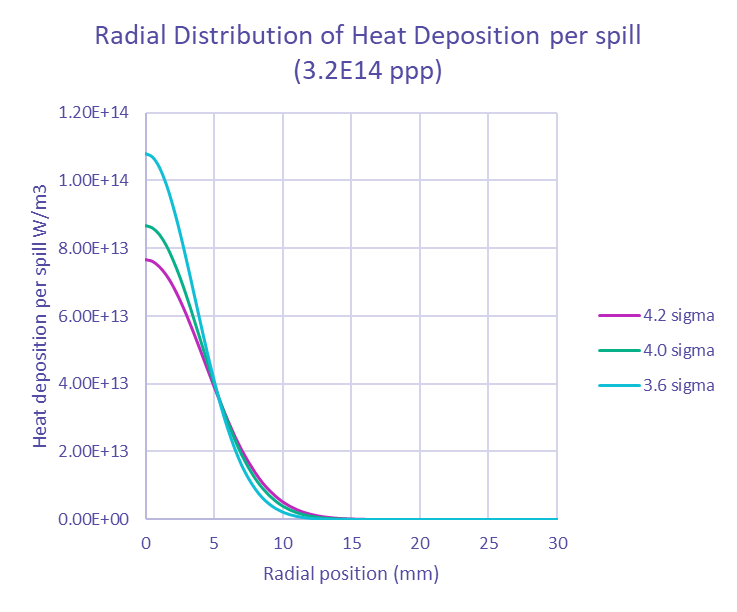 Radial Distribution of Heat Deposition per spill
(3.2E14 ppp)
Heat deposition per spill W/m3
1.20E+14
1.00E+14
8.00E+13
6.00E+13
4.00E+13
2.00E+13
0.00E+00
0 5 10 15 20 25 30
Radial position (mm)
4.2 sigma
4.0 sigma
3.6 sigma